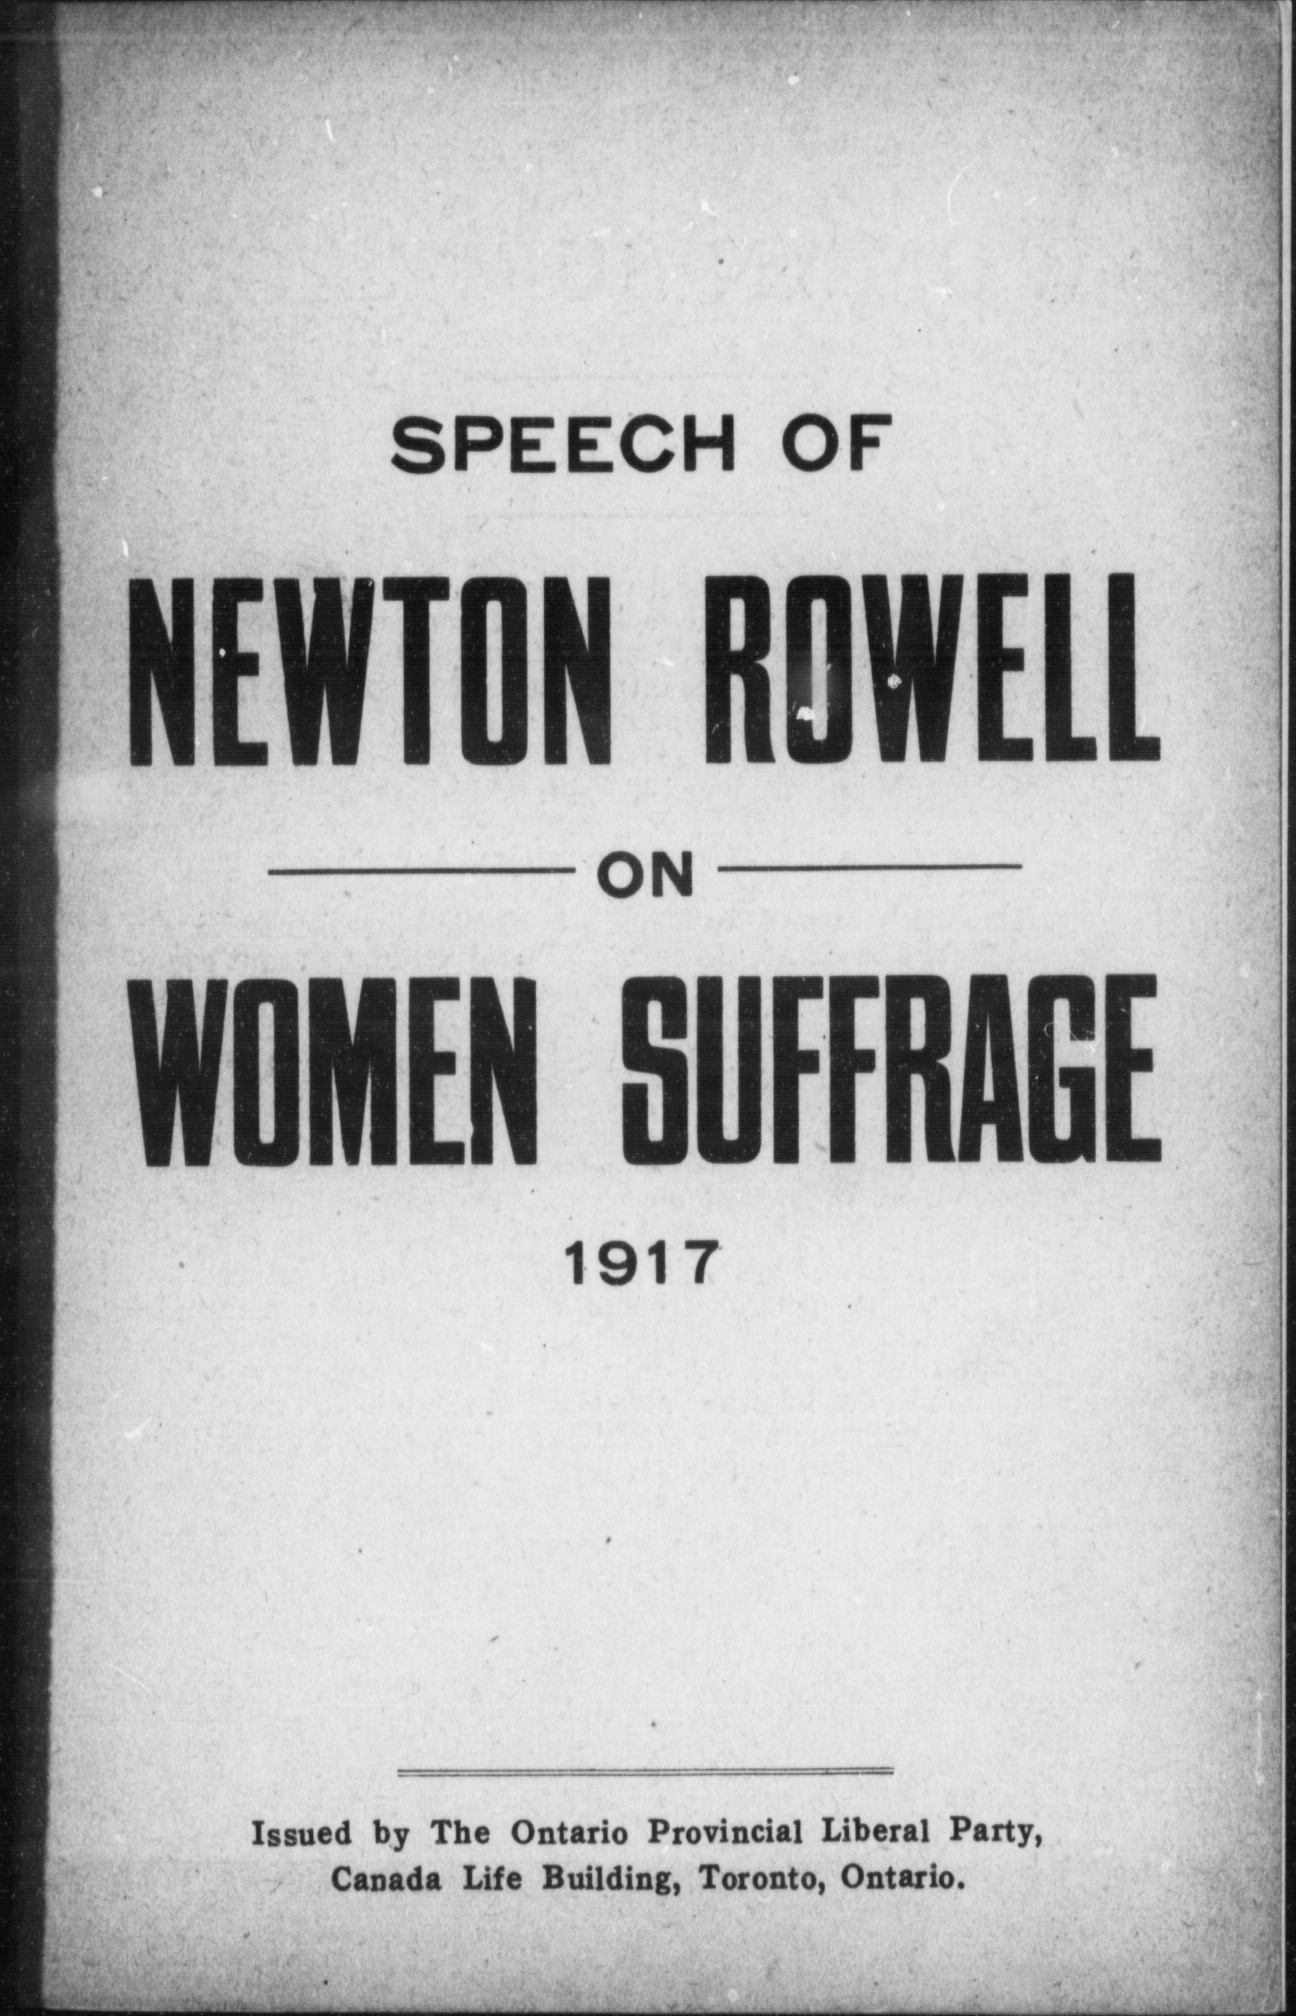 SPEECH OF
NEWTON ROWELL
ON
WOMEN SUFFRAGE
1917
Issued by The Ontario Provincial Liberal Party,
Canada Life Building, Toronto, Ontario.